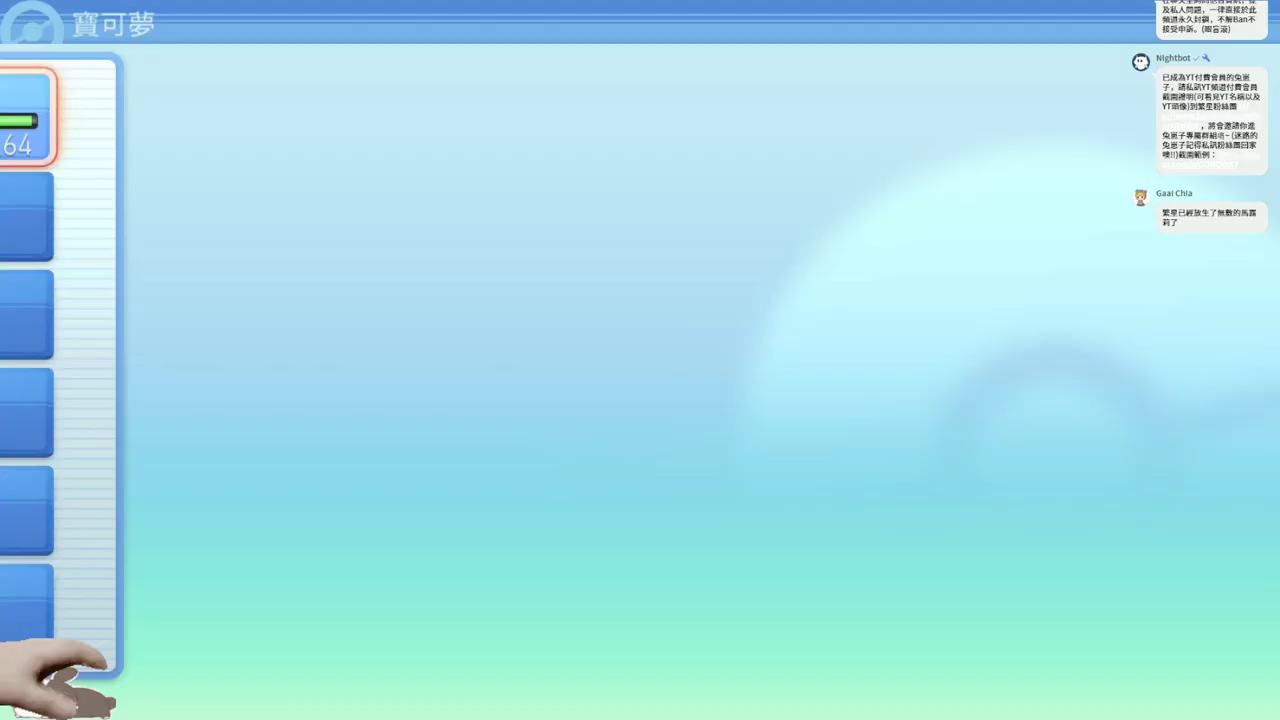 寶可夢
64
及私人問題，一律直接於此
頻道永久封鎖，不解Ban不
接受申訴。(眼盲滾)
Nightbot
已成為YT付費會員的兔崽
子，請私訊YT頻道付費會員
截圖證明(可看見YT名稱以及
YT頭像)到繁星粉絲團
，將會邀請你進
兔崽子專屬群組唷~ (迷路的
兔崽子記得私訊粉絲團回家
噢!!)截圖範例：
Gaai Chia
繁星已經放生了無數的馬露
莉了